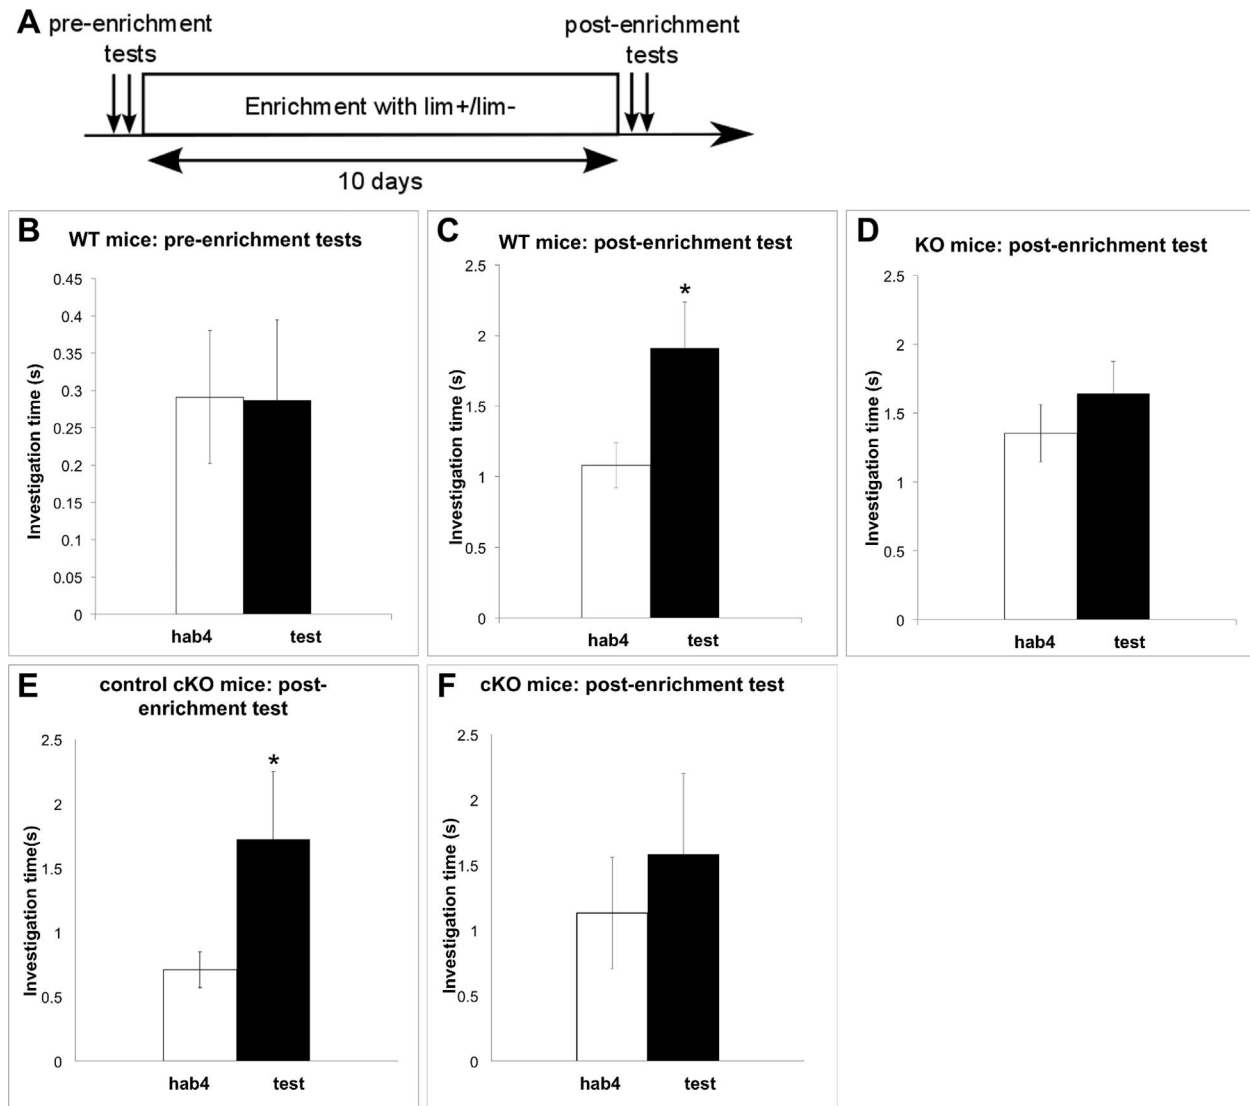 A
pre-enrichment
tests
post-enrichment
tests
Enrichment with lim+/lim-
10 days
B
WT mice: pre-enrichment tests
Investigation time (s)
0.45
0.4
0.35
0.3
0.25
0.2
0.15
0.1
0.05
0
hab4 test
C
WT mice: post-enrichment test
Investigation time (s)
2.5
2
1.5
1
0.5
0
*
hab4 test
D
KO mice: post-enrichment test
Investigation time (s)
2.5
2
1.5
1
0.5
0
hab4 test
E
control cKO mice: post-
enrichment test
Investigation time(s)
2.5
2
1.5
1
0.5
0
*
hab4 test
F
cKO mice: post-enrichment test
Investigation time (s)
2.5
2
1.5
1
0.5
0
hab4 test